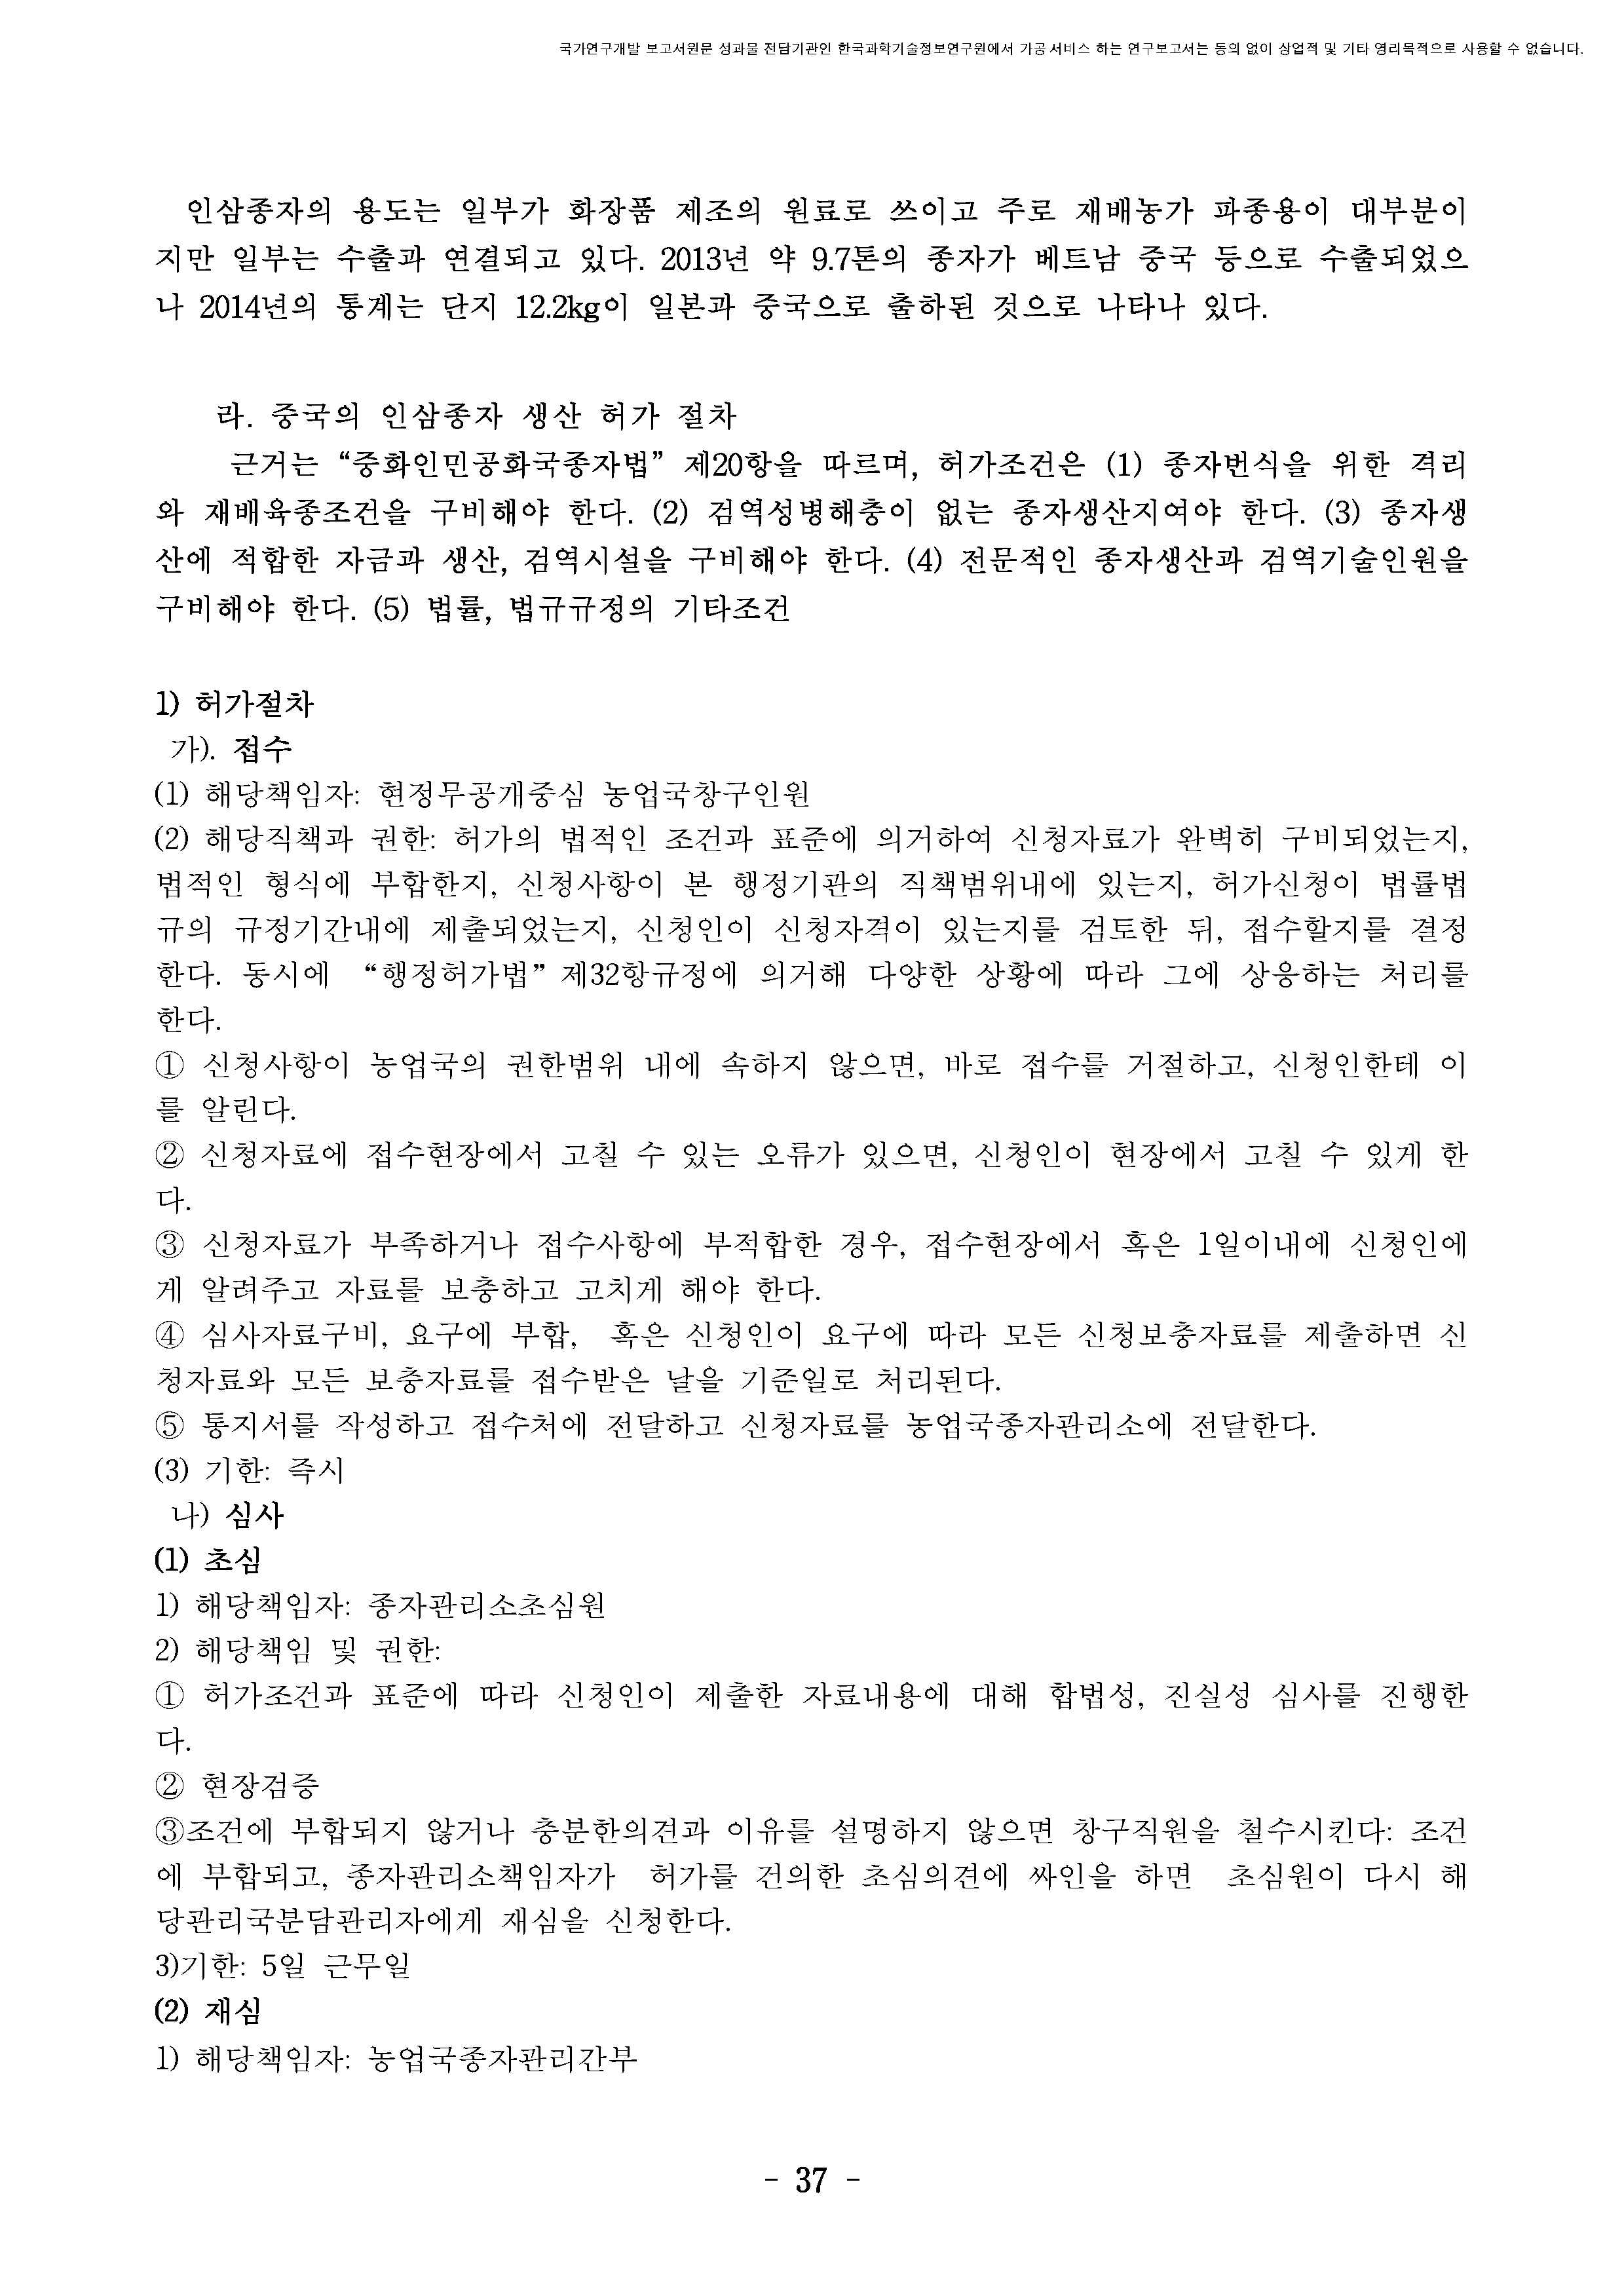 국가연구개발 보고서원문 성과물 전담기관인 한국과학기술정보연구원에서 가공·서비스 하는 연구보고서는 동의 없이 상업적 및 기타 영리목적으로 사용할 수 없습니다.
인삼종자의 용도는 일부가 화장품 제조의 원료로 쓰이고 주로 재배농가 파종용이 대부분이
지만 일부는 수출과 연결되고 있다. 2013년 약 9.7톤의 종자가 베트남 중국 등으로 수출되었으
나 2014년의 통계는 단지 12.2kg이 일본과 중국으로 출하된 것으로 나타나 있다.
라. 중국의 인삼종자 생산 허가 절차
근거는 “중화인민공화국종자법” 제20항을 따르며, 허가조건은 (1) 종자번식을 위한 격리
와 재배육종조건을 구비해야 한다. (2) 검역성병해충이 없는 종자생산지여야 한다. (3) 종자생
산에 적합한 자금과 생산, 검역시설을 구비해야 한다. (4) 전문적인 종자생산과 검역기술인원을
구비해야 한다. (5) 법률, 법규규정의 기타조건
1) 허가절차
가). 접수
(1) 해당책임자: 현정무공개중심 농업국창구인원
(2) 해당직책과 권한: 허가의 법적인 조건과 표준에 의거하여 신청자료가 완벽히 구비되었는지,
법적인 형식에 부합한지, 신청사항이 본 행정기관의 직책범위내에 있는지, 허가신청이 법률법
규의 규정기간내에 제출되었는지, 신청인이 신청자격이 있는지를 검토한 뒤, 접수할지를 결정
한다. 동시에 “행정허가법” 제32항규정에 의거해 다양한 상황에 따라 그에 상응하는 처리를
한다.
① 신청사항이 농업국의 권한범위 내에 속하지 않으면, 바로 접수를 거절하고, 신청인한테 이
를 알린다.
② 신청자료에 접수현장에서 고칠 수 있는 오류가 있으면, 신청인이 현장에서 고칠 수 있게 한
다.
③ 신청자료가 부족하거나 접수사항에 부적합한 경우, 접수현장에서 혹은 1일이내에 신청인에
게 알려주고 자료를 보충하고 고치게 해야 한다.
④ 심사자료구비, 요구에 부합, 혹은 신청인이 요구에 따라 모든 신청보충자료를 제출하면 신
청자료와 모든 보충자료를 접수받은 날을 기준일로 처리된다.
⑤ 통지서를 작성하고 접수처에 전달하고 신청자료를 농업국종자관리소에 전달한다.
(3) 기한: 즉시
나) 심사
(1) 초심
1) 해당책임자: 종자관리소초심원
2) 해당책임 및 권한:
① 허가조건과 표준에 따라 신청인이 제출한 자료내용에 대해 합법성, 진실성 심사를 진행한
다.
② 현장검증
③조건에 부합되지 않거나 충분한의견과 이유를 설명하지 않으면 창구직원을 철수시킨다: 조건
에 부합되고, 종자관리소책임자가 허가를 건의한 초심의견에 싸인을 하면 초심원이 다시 해
당관리국분담관리자에게 재심을 신청한다.
3)기한: 5일 근무일
(2) 재심
1) 해당책임자: 농업국종자관리간부
- 37 -